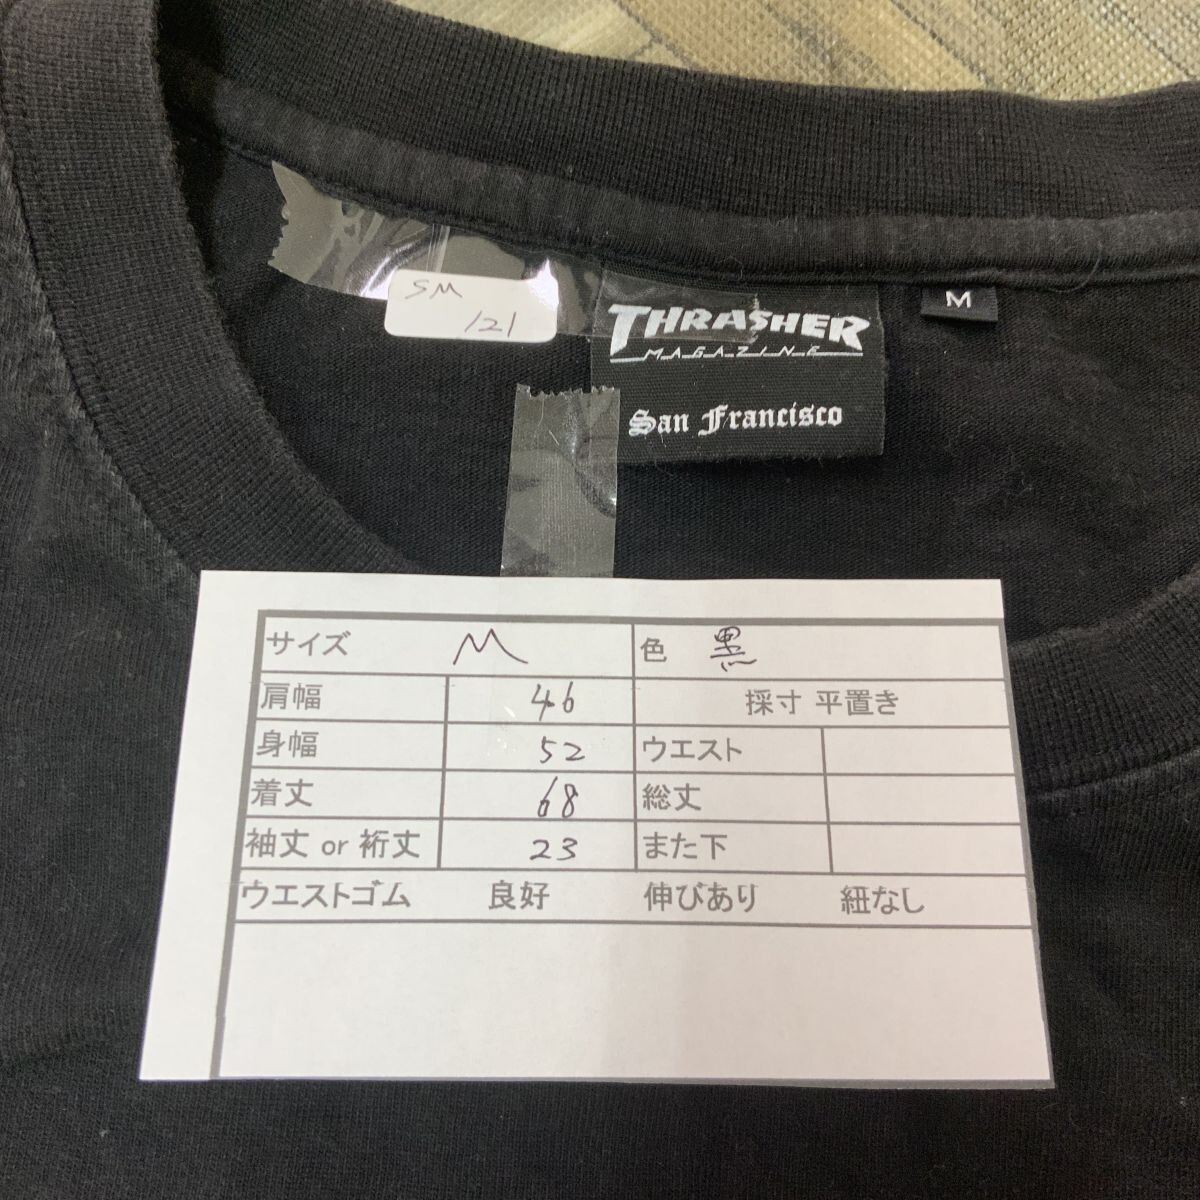 SM
121
THRASHER
MAGAZINE
San Francisco
M
サイズ M 色 黒
肩幅 46 採寸 平置き
身幅 52 ウエスト
着丈 68 総丈
袖丈 or 裄丈 23 また下
ウエストゴム 良好 伸びあり 紐なし